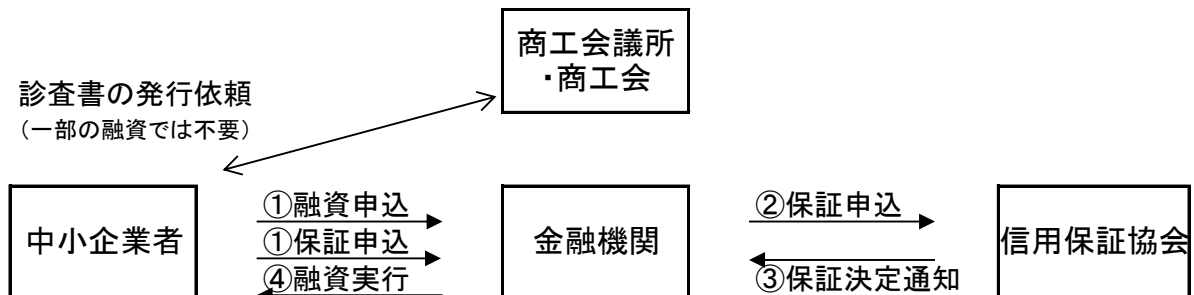 商工会議所
・商工会
診査書の発行依頼
（一部の融資では不要）
中小企業者
①融資申込
①保証申込
④融資実行
金融機関
②保証申込
③保証決定通知
信用保証協会